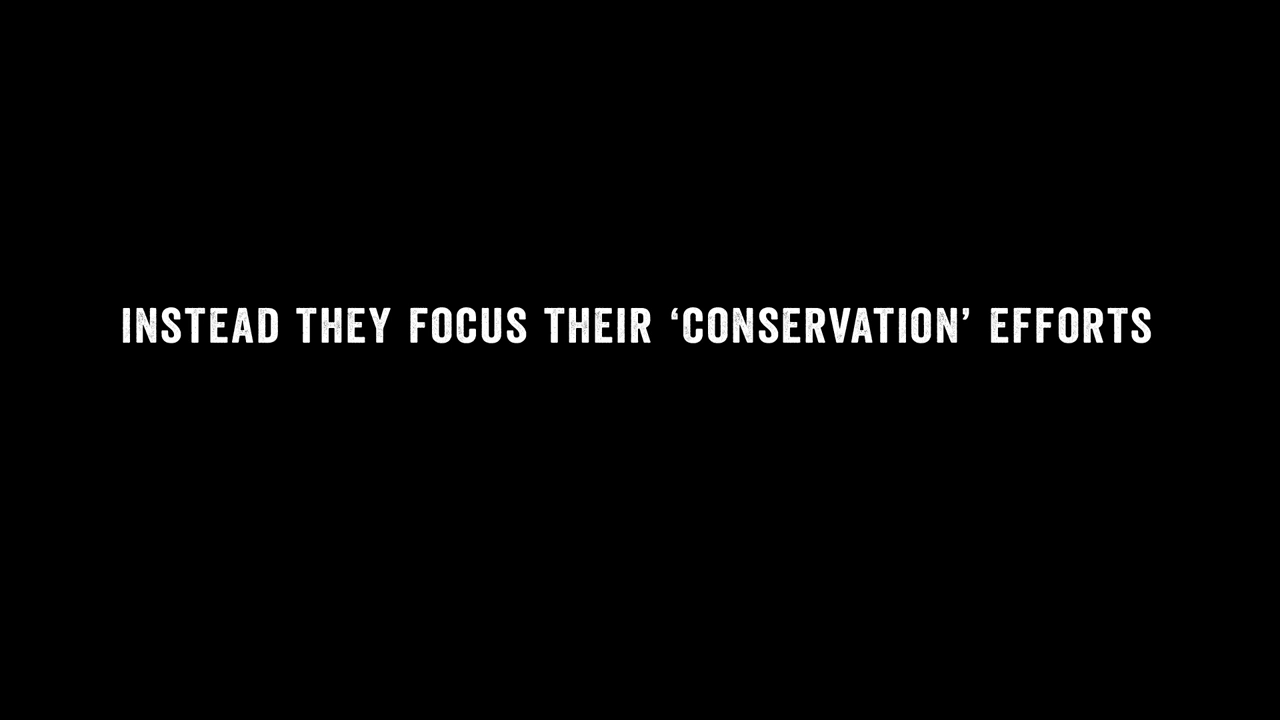 INSTEAD THEY FOCUS THEIR ‘CONSERVATION’ EFFORTS